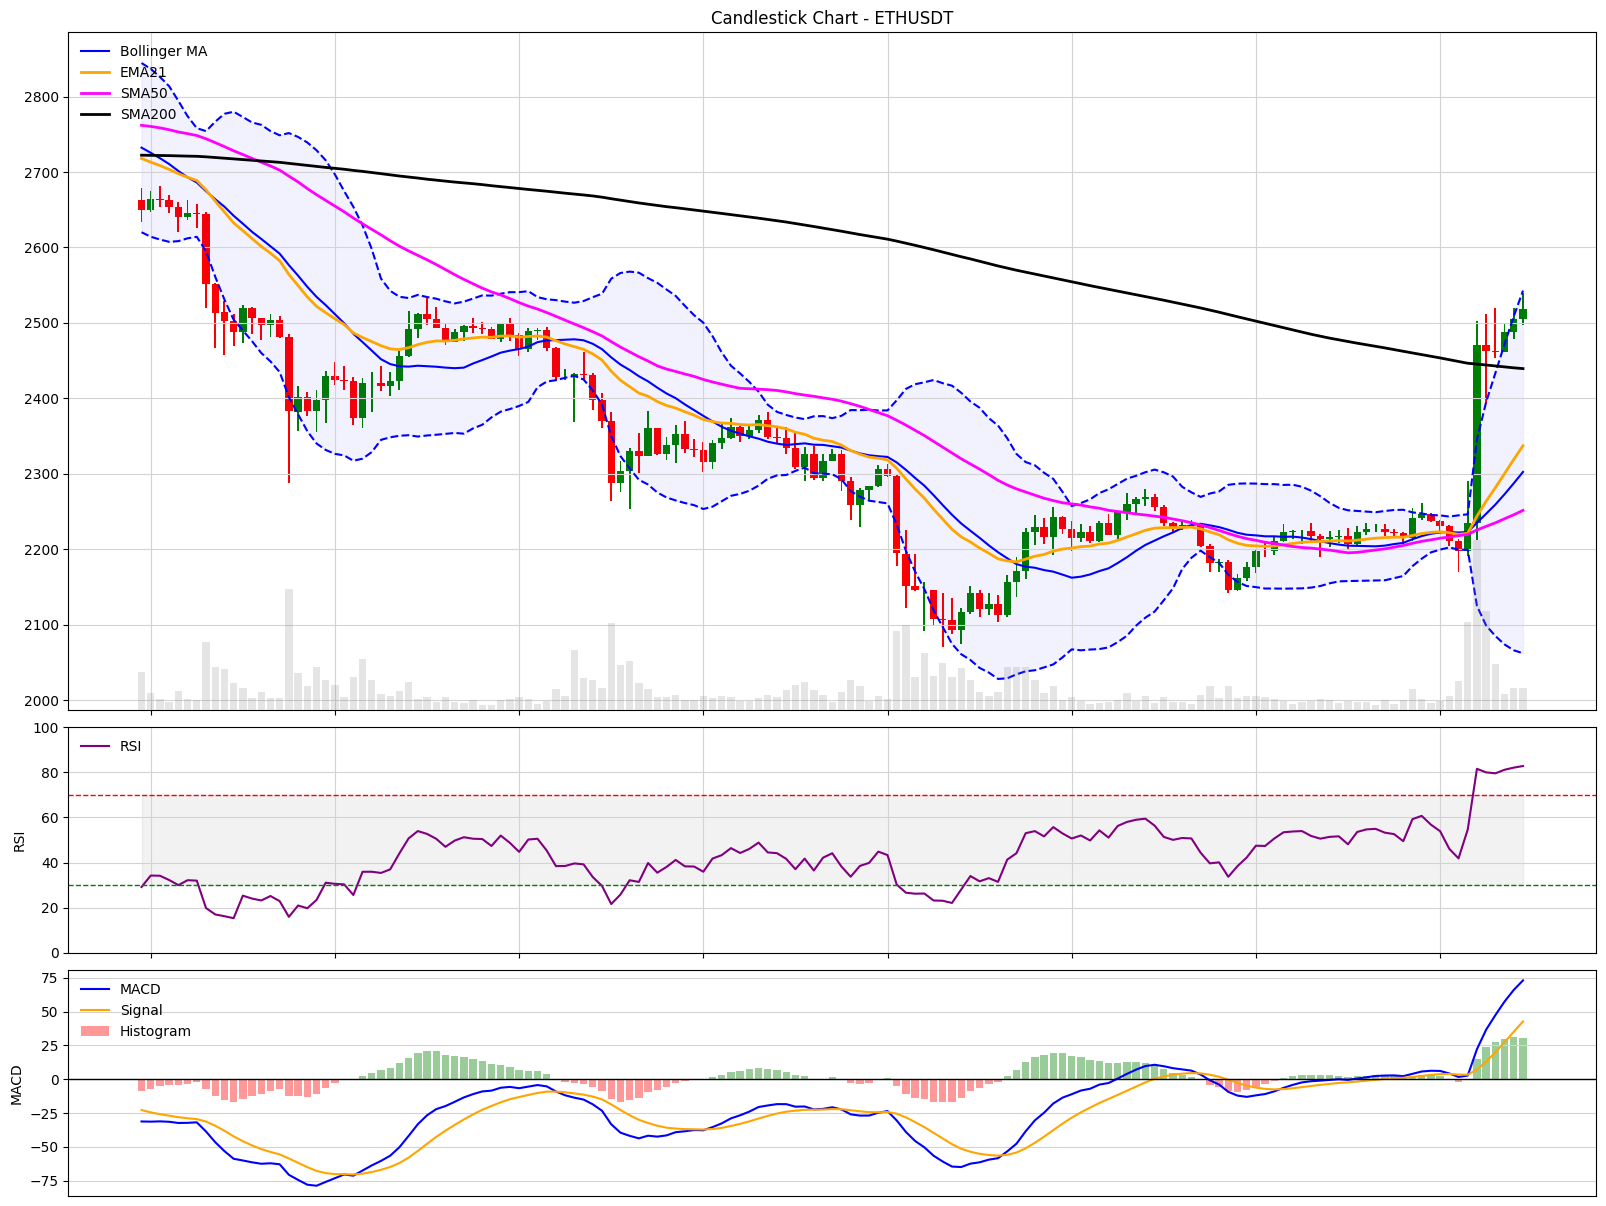 Candlestick Chart - ETHUSDT
Bollinger MA
EMA21
SMA50
SMA200
2800
2700
2600
2500
2400
2300
2200
2100
2000
100
80
60
40
20
0
RSI
RSI
75
50
25
0
−25
−50
−75
MACD
MACD
Signal
Histogram